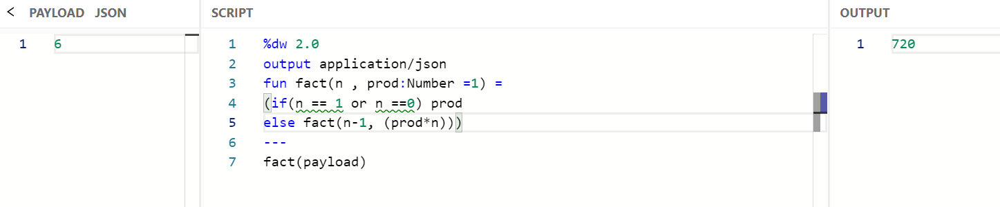 < PAYLOAD JSON
1 6
SCRIPT
1 %dw 2.0
2 output application/json
3 fun fact(n , prod:Number =1) =
4 (if(n == 1 or n ==0) prod
5 else fact(n-1, (prod*n)))
6 ---
7 fact(payload)
OUTPUT
1 720